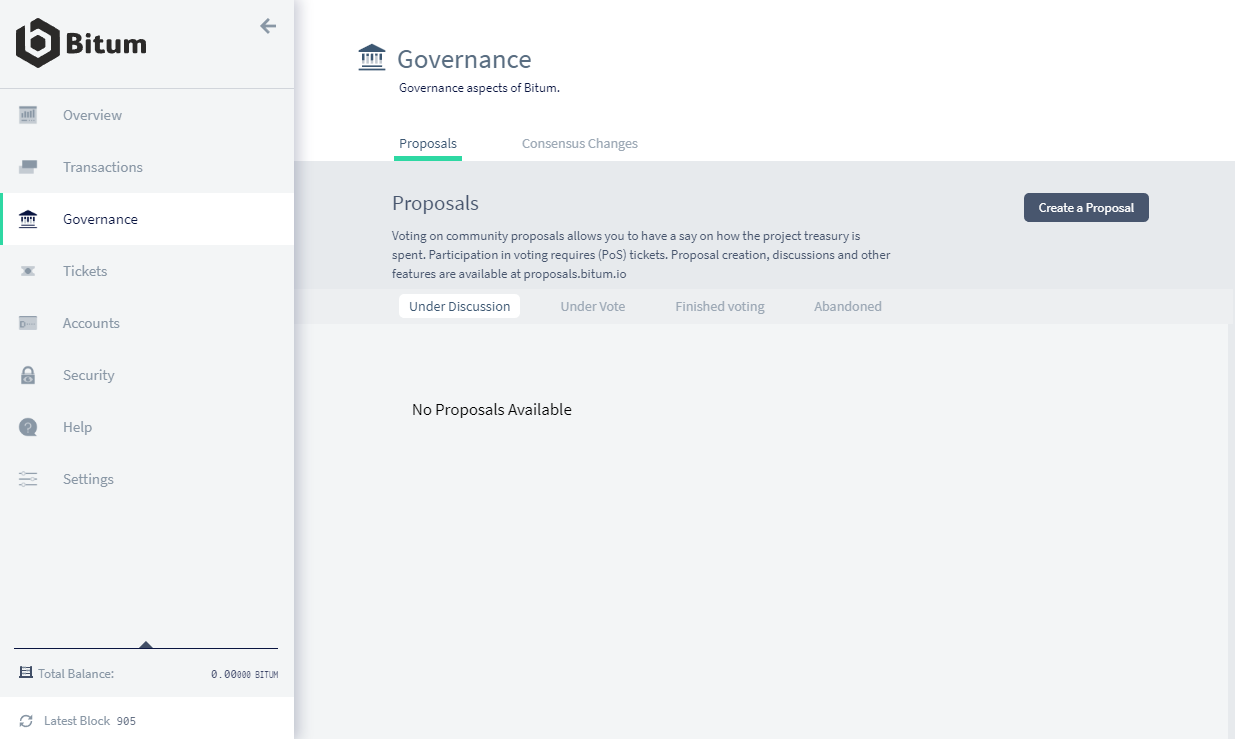 Bitum
Overview
Transactions
Governance
Tickets
Accounts
Security
Help
Settings
Total Balance: 0.00000 BITUM
Latest Block 905
Governance
Governance aspects of Bitum.
Proposals Consensus Changes
Proposals
Create a Proposal
Voting on community proposals allows you to have a say on how the project treasury is
spent. Participation in voting requires (PoS) tickets. Proposal creation, discussions and other
features are available at proposals.bitum.io
Under Discussion Under Vote Finished voting Abandoned
No Proposals Available